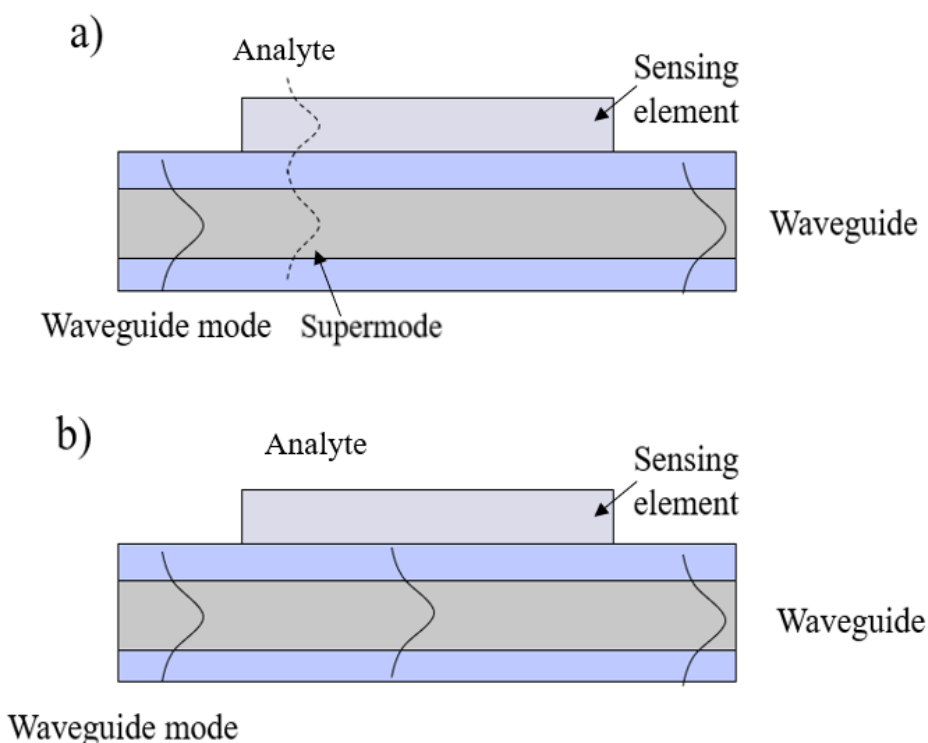 a)
Analyte
Sensing
element
Waveguide
Waveguide mode
Supermode
b)
Analyte
Sensing
element
Waveguide
Waveguide mode